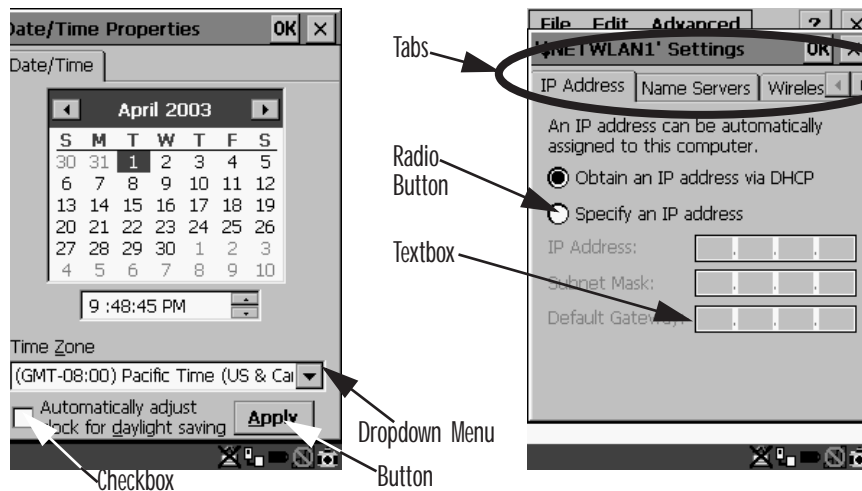 Date/Time Properties OK ×
Date/Time
April 2003
S M T W T F S
30 31 1 2 3 4 5
6 7 8 9 10 11 12
13 14 15 16 17 18 19
20 21 22 23 24 25 26
27 28 29 30 1 2 3
4 5 6 7 8 9 10
9 :48:45 PM
Time Zone
(GMT-08:00) Pacific Time (US & Ca
Automatically adjust
clock for daylight saving
Apply
Checkbox
Button
Dropdown Menu
Tabs
Radio
Button
Textbox
File Edit Advanced ? ×
'$NETWLAN1' Settings OK ×
IP Address Name Servers Wireles
An IP address can be automatically
assigned to this computer.
Obtain an IP address via DHCP
Specify an IP address
IP Address: . . .
Subnet Mask: . . .
Default Gateway: . . .